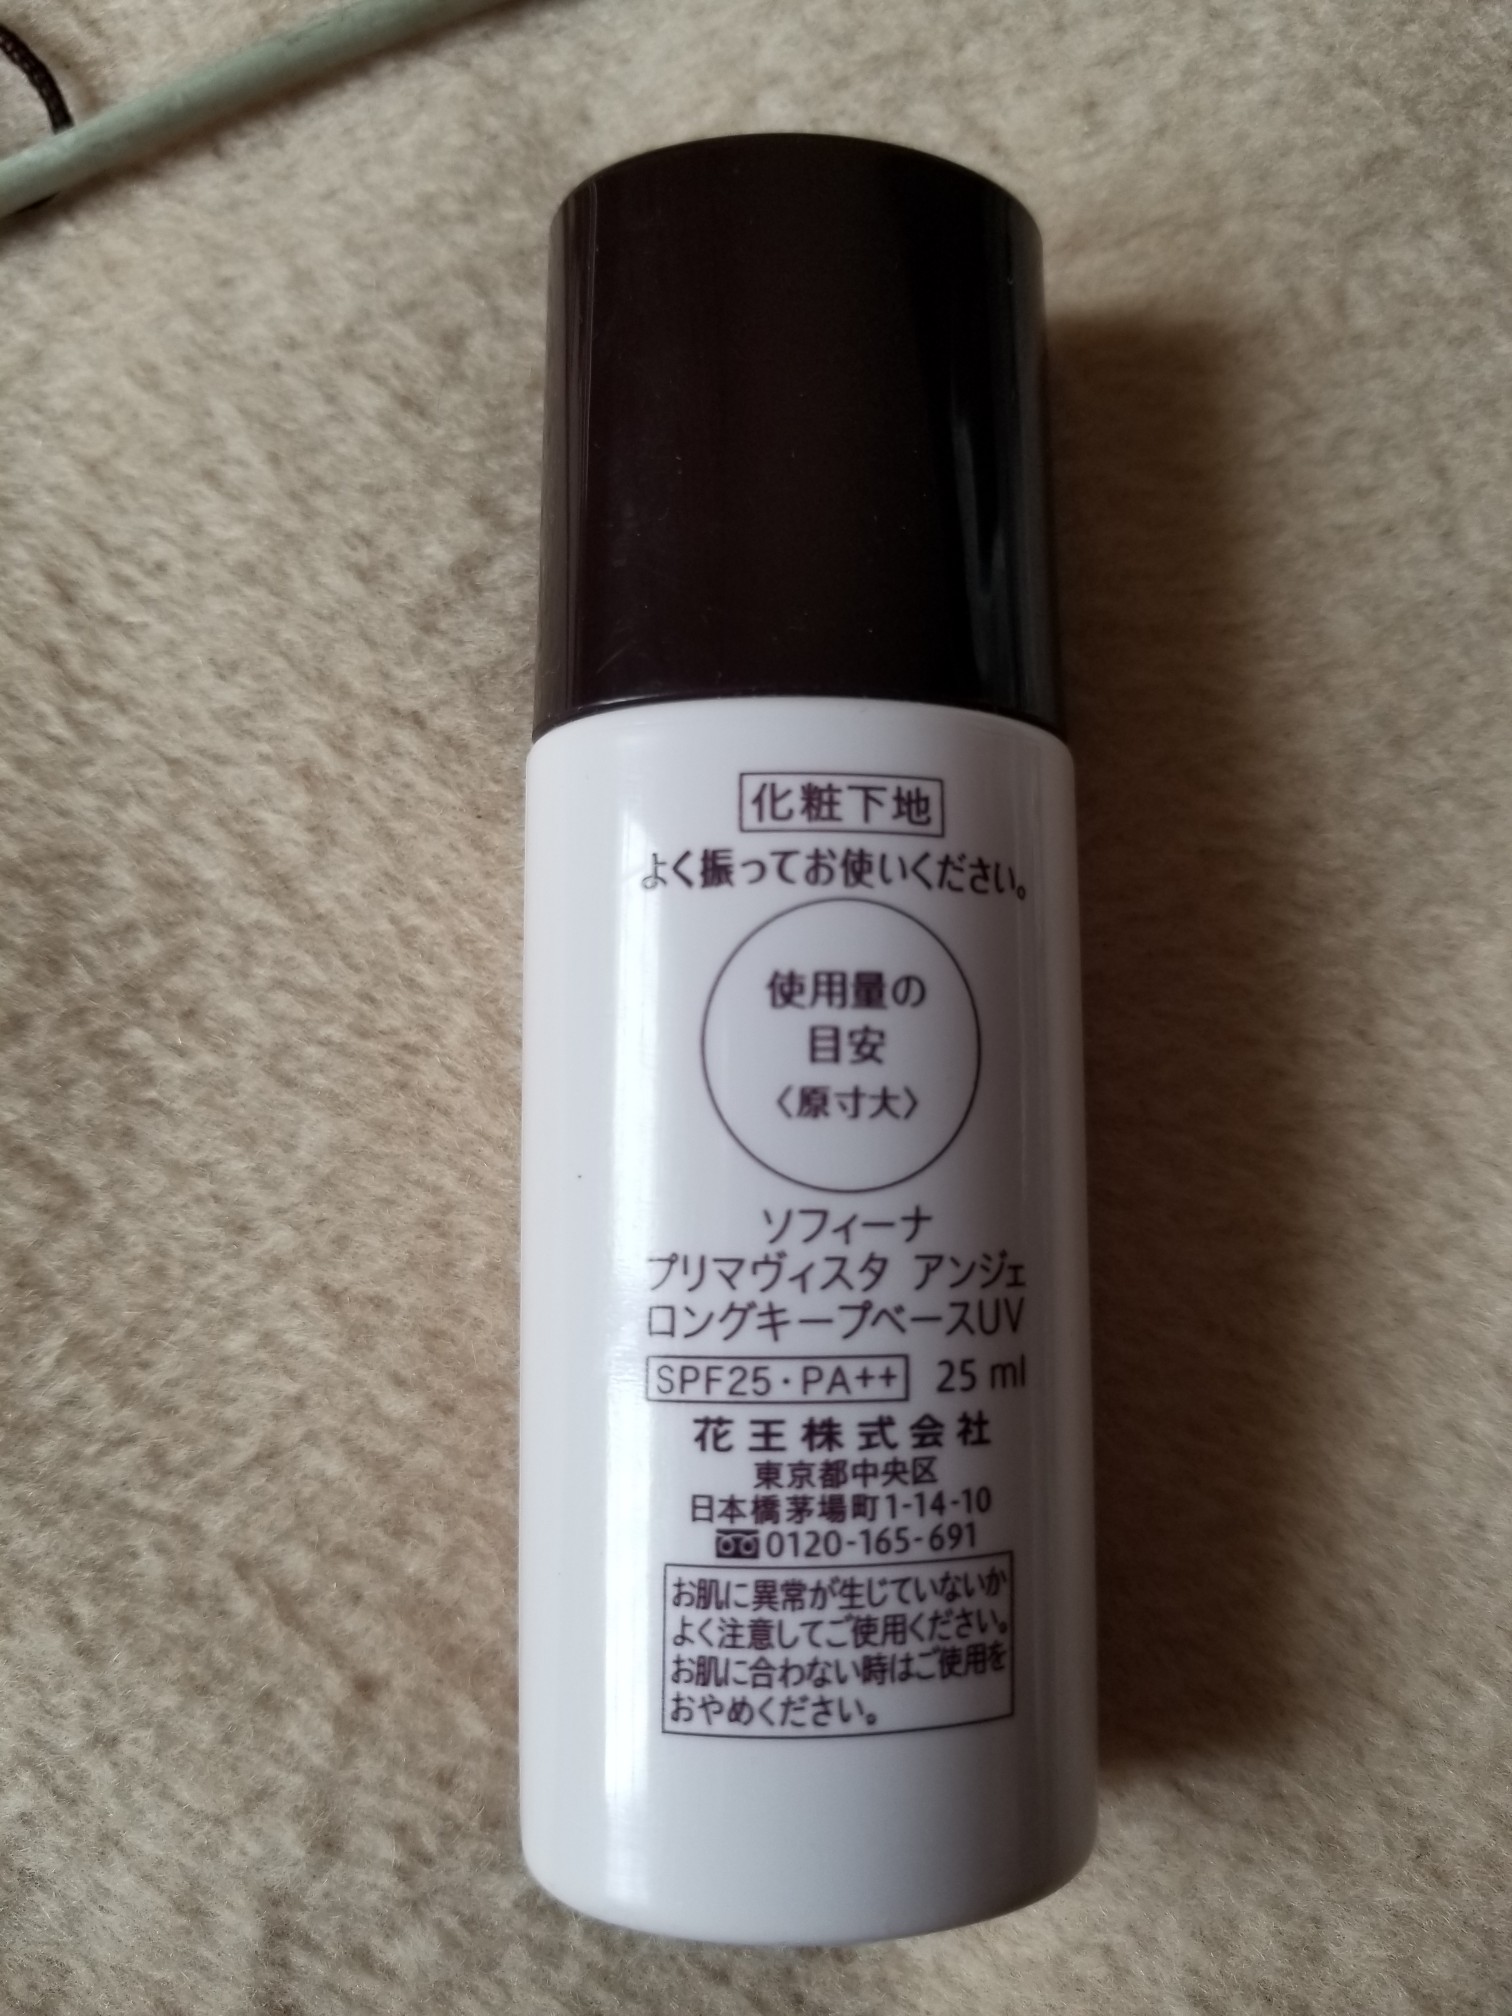 化粧下地
よく振ってお使いください。
使用量の
目安
〈原寸大〉
ソフィーナ
プリマヴィスタ アンジェ
ロングキープベースUV
SPF25・PA++ 25 ml
花王株式会社
東京都中央区
日本橋茅場町1-14-10
0120-165-691
お肌に異常が生じていないか
よく注意してご使用ください。
お肌に合わない時はご使用を
おやめください。